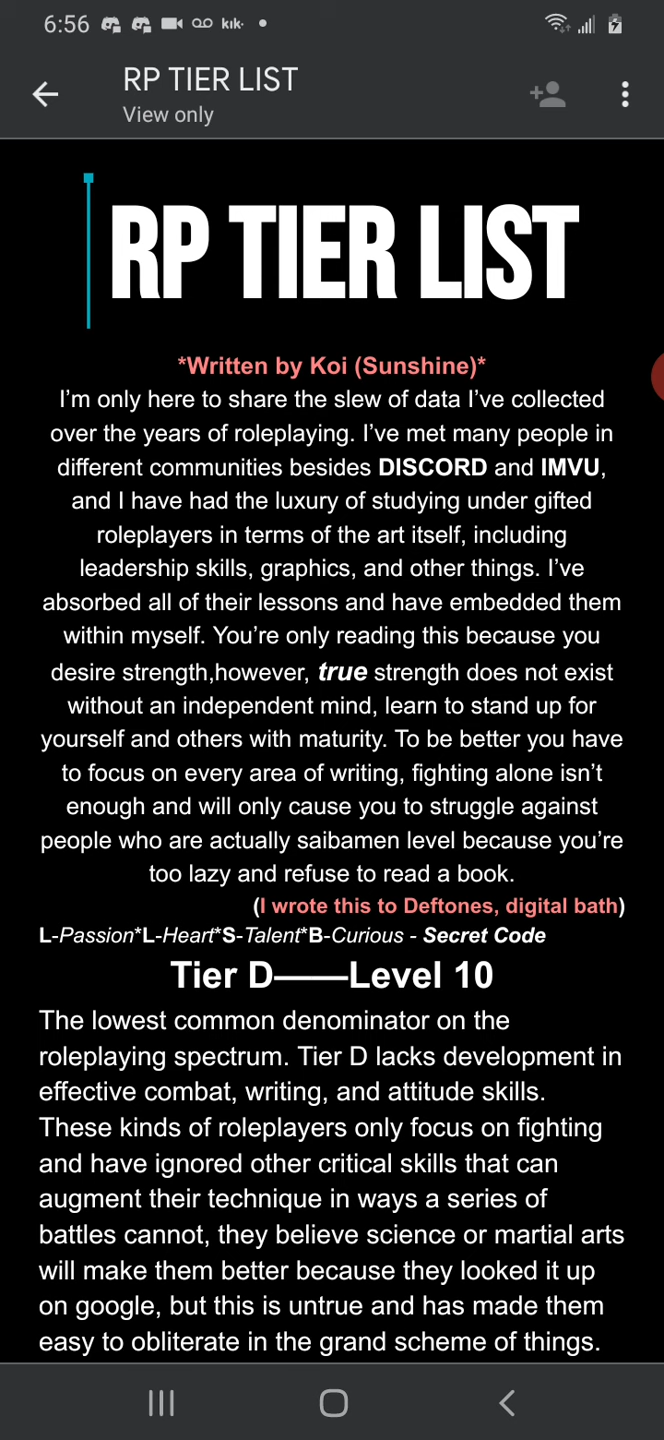 6:56 kik
RP TIER LIST
View only
RP TIER LIST
*Written by Koi (Sunshine)*
I'm only here to share the slew of data I've collected
over the years of roleplaying. I've met many people in
different communities besides DISCORD and IMVU,
and I have had the luxury of studying under gifted
roleplayers in terms of the art itself, including
leadership skills, graphics, and other things. I've
absorbed all of their lessons and have embedded them
within myself. You're only reading this because you
desire strength,however, true strength does not exist
without an independent mind, learn to stand up for
yourself and others with maturity. To be better you have
to focus on every area of writing, fighting alone isn't
enough and will only cause you to struggle against
people who are actually saibamen level because you're
too lazy and refuse to read a book.
(I wrote this to Deftones, digital bath)
L-Passion*L-Heart*S-Talent*B-Curious - Secret Code
Tier D——Level 10
The lowest common denominator on the
roleplaying spectrum. Tier D lacks development in
effective combat, writing, and attitude skills.
These kinds of roleplayers only focus on fighting
and have ignored other critical skills that can
augment their technique in ways a series of
battles cannot, they believe science or martial arts
will make them better because they looked it up
on google, but this is untrue and has made them
easy to obliterate in the grand scheme of things.